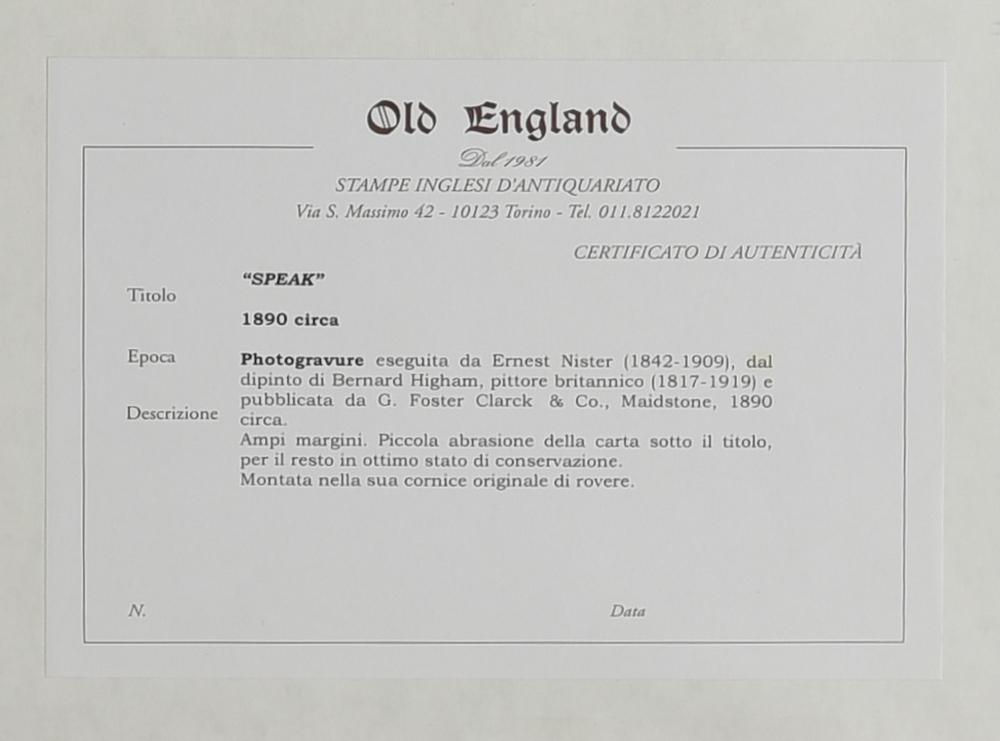 Old England
Dal 1981
STAMPE INGLESI D'ANTIQUARIATO
Via S. Massimo 42 - 10123 Torino - Tel. 011.8122021
CERTIFICATO DI AUTENTICITÀ
Titolo
“SPEAK”
1890 circa
Epoca
Descrizione
Photogravure eseguita da Ernest Nister (1842-1909), dal
dipinto di Bernard Higham, pittore britannico (1817-1919) e
pubblicata da G. Foster Clarck & Co., Maidstone, 1890
circa.
Ampi margini. Piccola abrasione della carta sotto il titolo,
per il resto in ottimo stato di conservazione.
Montata nella sua cornice originale di rovere.
N.
Data